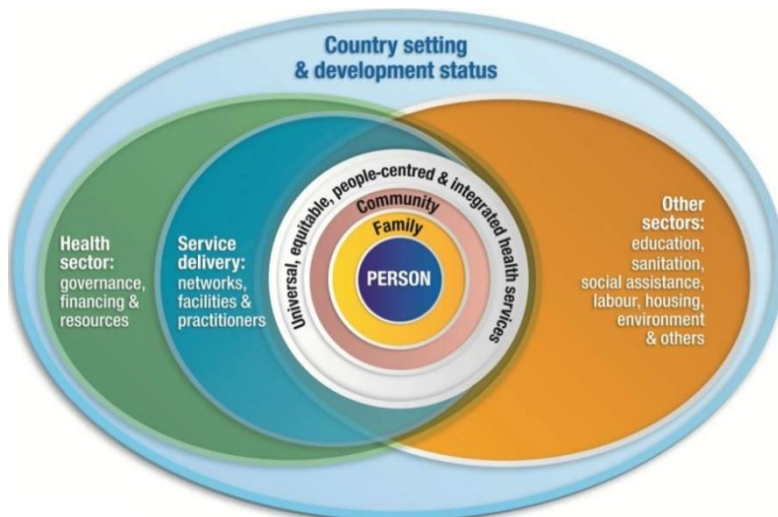 Country setting
& development status
Health
sector:
governance,
financing &
resources
Service
delivery:
networks,
facilities &
practitioners
Universal, equitable, people-centred & integrated health services
Community
Family
PERSON
Other
sectors:
education,
sanitation,
social assistance,
labour, housing,
environment
& others